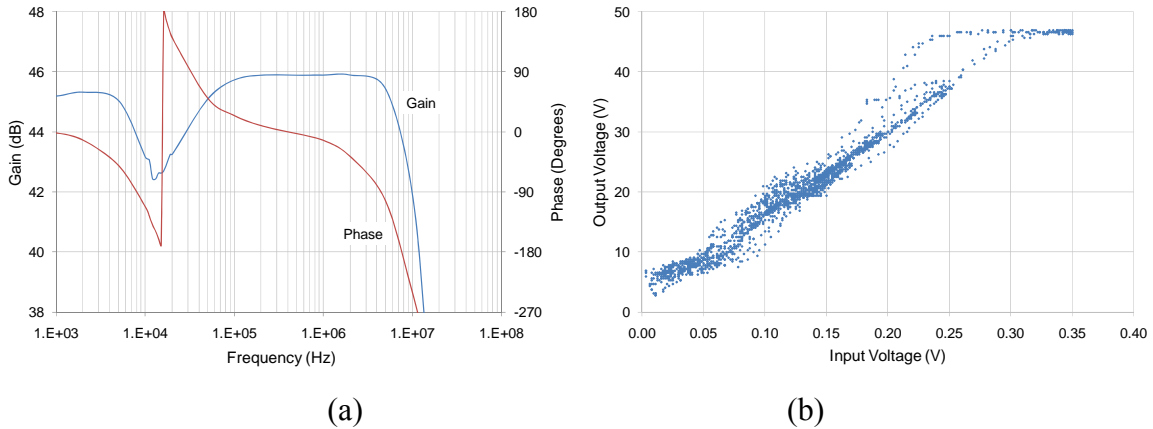 48
46
44
42
40
38
Gain (dB)
180
90
0
-90
-180
-270
Phase (Degrees)
Gain
Phase
1.E+03
1.E+04
1.E+05
1.E+06
1.E+07
1.E+08
Frequency (Hz)
(a)
50
40
30
20
10
0
Output Voltage (V)
0.00
0.05
0.10
0.15
0.20
0.25
0.30
0.35
0.40
Input Voltage (V)
(b)